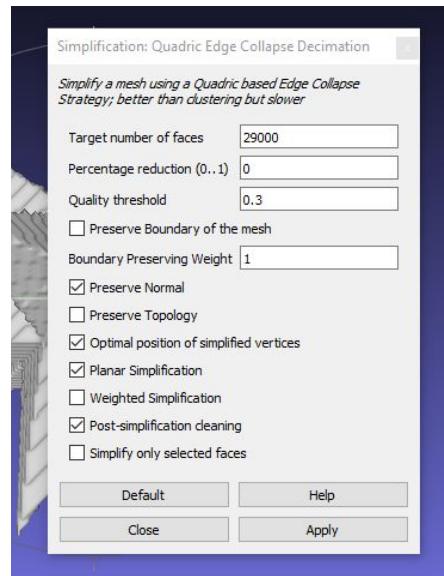 Simplification: Quadric Edge Collapse Decimation
Simplify a mesh using a Quadric based Edge Collapse
Strategy; better than clustering but slower
Target number of faces 29000
Percentage reduction (0..1) 0
Quality threshold 0.3
Preserve Boundary of the mesh
Boundary Preserving Weight 1
Preserve Normal
Preserve Topology
Optimal position of simplified vertices
Planar Simplification
Weighted Simplification
Post-simplification cleaning
Simplify only selected faces
Default Help
Close Apply